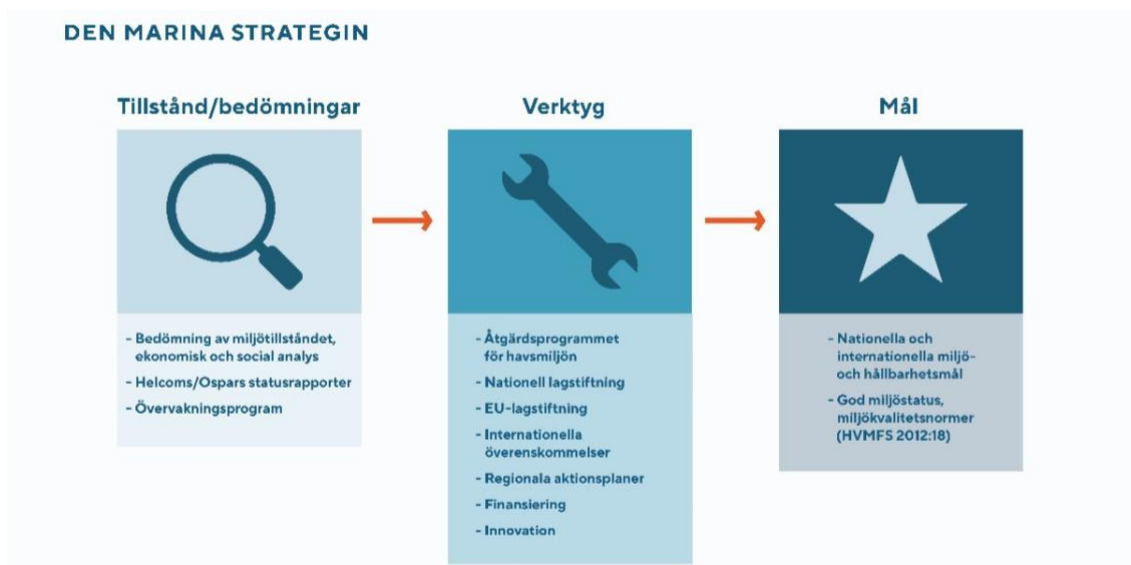 DEN MARINA STRATEGIN
Tillstånd/bedömningar
- Bedömning av miljötillståndet,
ekonomisk och social analys
- Helcoms/Ospars statusrapporter
- Övervakningsprogram
Verktyg
- Åtgärdsprogrammet
för havsmiljön
- Nationell lagstiftning
- EU-lagstiftning
- Internationella
överenskommelser
- Regionala aktionsplaner
- Finansiering
- Innovation
Mål
- Nationella och
internationella miljö-
och hållbarhetsmål
- God miljöstatus,
miljökvalitetsnormer
(HVMFS 2012:18)